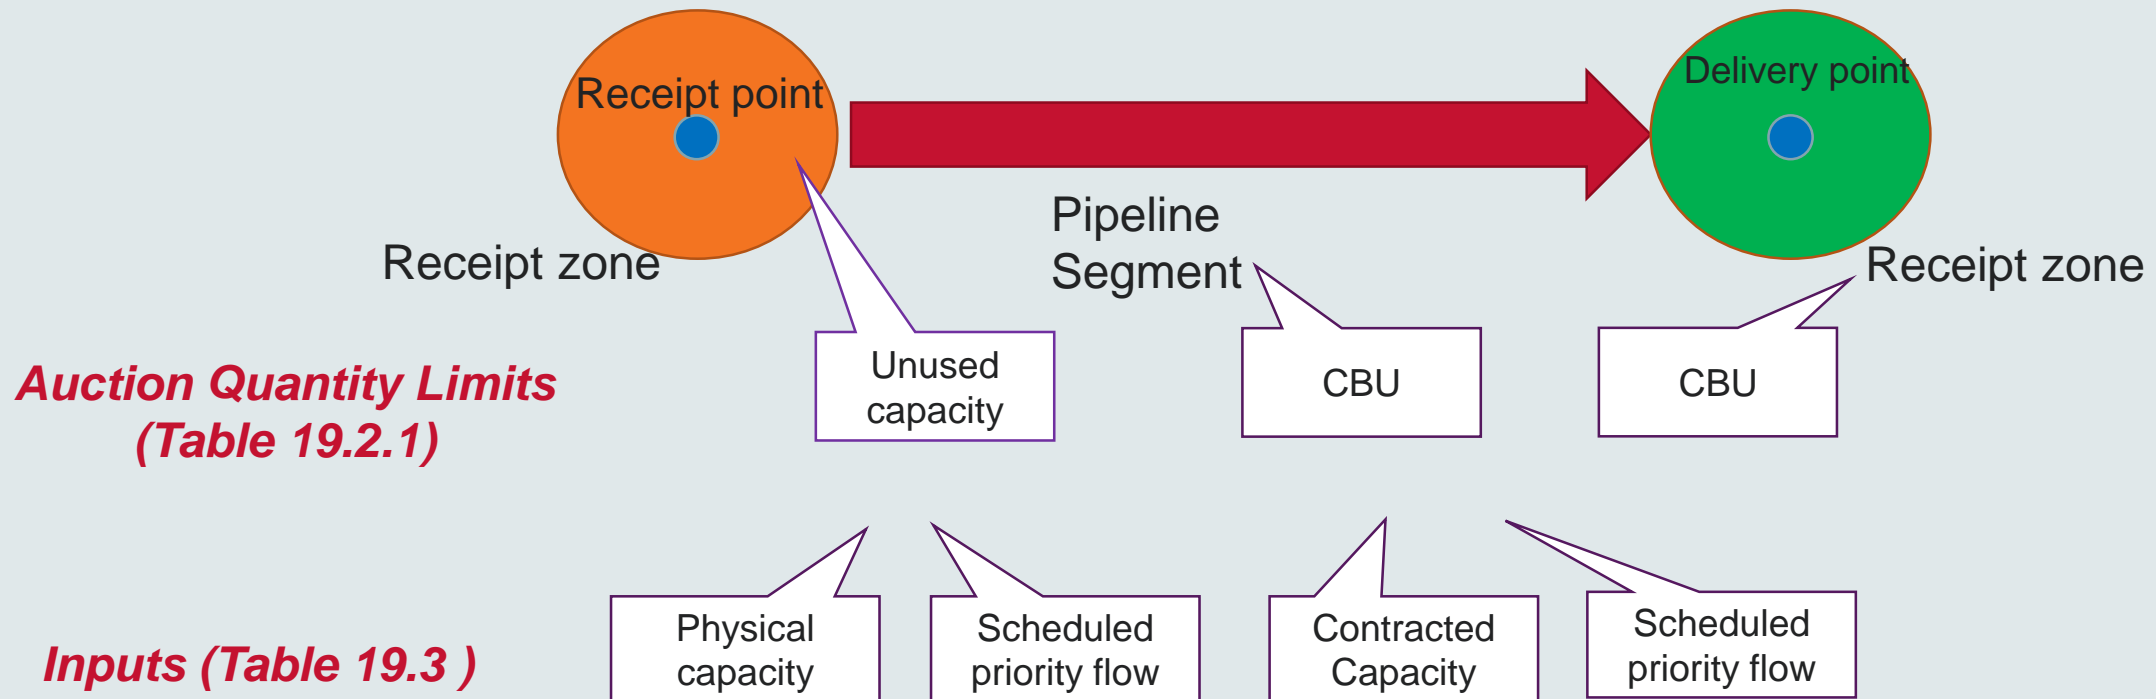 Receipt point
Delivery point
Pipeline
Segment
Receipt zone
Receipt zone
Unused
capacity
CBU
CBU
Auction Quantity Limits
(Table 19.2.1)
Physical
capacity
Scheduled
priority flow
Contracted
Capacity
Scheduled
priority flow
Inputs (Table 19.3 )